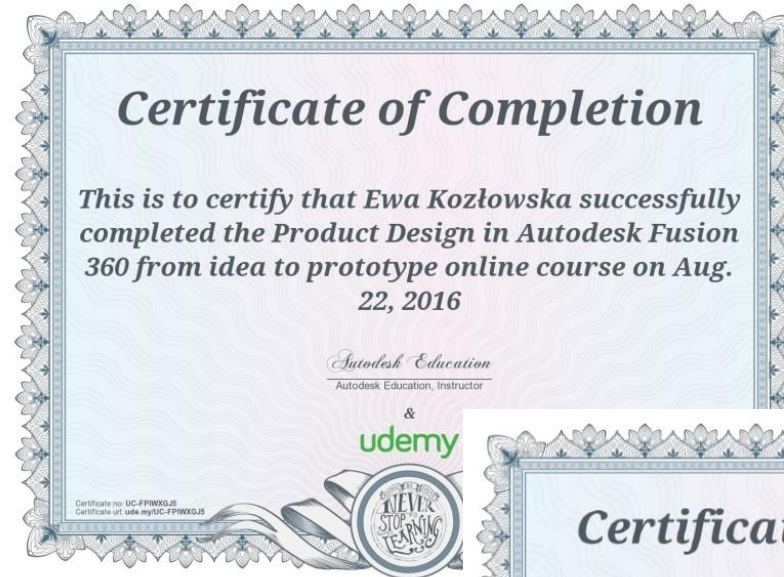 Certificate of Completion
This is to certify that Ewa Kozłowska successfully
completed the Product Design in Autodesk Fusion
360 from idea to prototype online course on Aug.
22, 2016
Autodesk Education
Autodesk Education, Instructor
&
udemy
Certificate no: UC-FPIWXGJ5
Certificate url: ude.my/UC-FPIWXGJ5
NEVER
STOP
LEARNING
Certifica